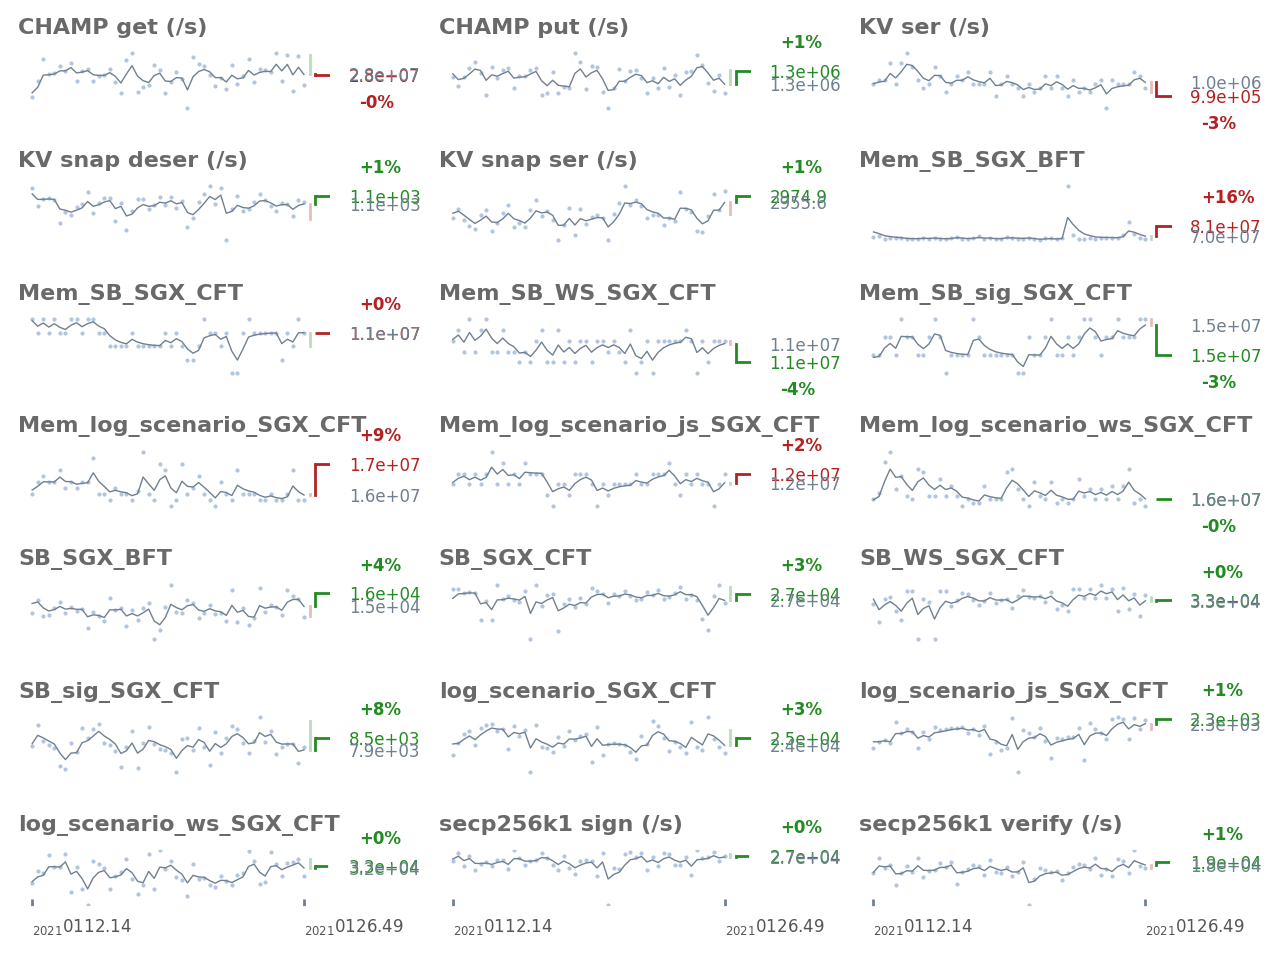 CHAMP get (/s)
2.8e+07
2.8e+07
-0%
CHAMP put (/s)
+1%
1.3e+06
1.3e+06
KV ser (/s)
1.0e+06
9.9e+05
-3%
KV snap deser (/s)
+1%
1.1e+03
1.1e+03
KV snap ser (/s)
+1%
2974.9
Mem_SB_SGX_BFT
+16%
8.1e+07
7.0e+07
Mem_SB_SGX_CFT
+0%
1.1e+07
Mem_SB_WS_SGX_CFT
1.1e+07
1.1e+07
-4%
Mem_SB_sig_SGX_CFT
1.5e+07
1.5e+07
-3%
Mem_log_scenario_SGX_CFT
+9%
1.7e+07
1.6e+07
Mem_log_scenario_js_SGX_CFT
+2%
1.2e+07
1.2e+07
Mem_log_scenario_ws_SGX_CFT
1.6e+07
-0%
SB_SGX_BFT
+4%
1.6e+04
1.5e+04
SB_SGX_CFT
+3%
2.7e+04
2.7e+04
SB_WS_SGX_CFT
+0%
3.3e+04
3.3e+04
SB_sig_SGX_CFT
+8%
8.5e+03
7.9e+03
log_scenario_SGX_CFT
+3%
2.5e+04
2.4e+04
log_scenario_js_SGX_CFT
+1%
2.3e+03
2.3e+03
log_scenario_ws_SGX_CFT
+0%
3.2e+04
secp256k1 sign (/s)
+0%
2.7e+04
secp256k1 verify (/s)
+1%
1.9e+04
1.8e+04
20210112.14
20210126.49
20210112.14
20210126.49
20210112.14
20210126.49